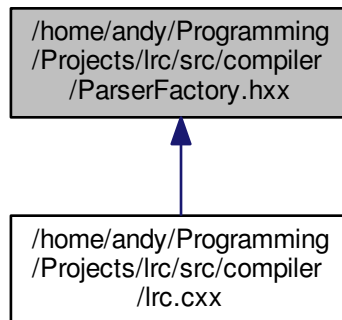 /home/andy/Programming
/Projects/lrc/src/compiler
/ParserFactory.hxx
/home/andy/Programming
/Projects/lrc/src/compiler
/lrc.cxx